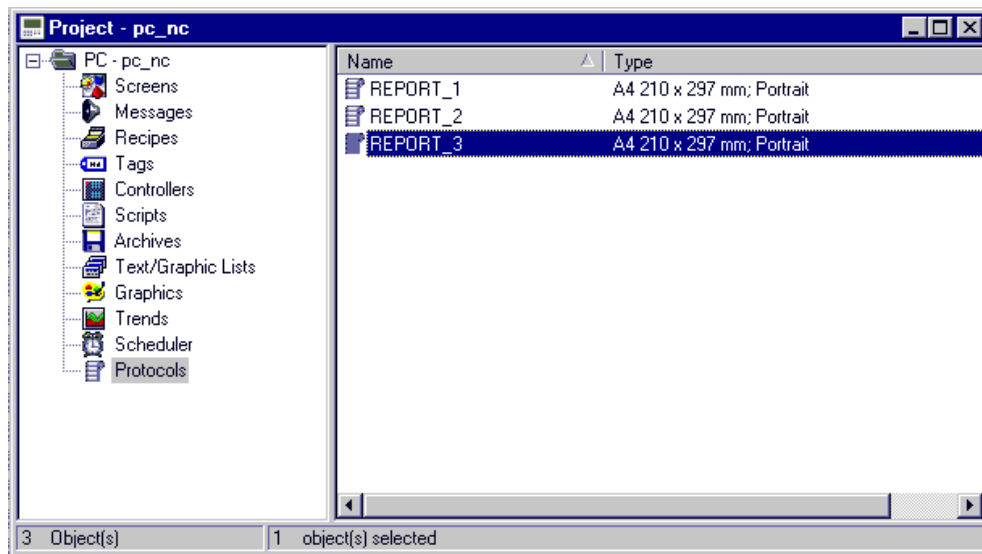 Project - pc_nc
PC - pc_nc
Screens
Messages
Recipes
Tags
Controllers
Scripts
Archives
Text/Graphic Lists
Graphics
Trends
Scheduler
Protocols
Name Type
REPORT_1 A4 210 x 297 mm; Portrait
REPORT_2 A4 210 x 297 mm; Portrait
REPORT_3 A4 210 x 297 mm; Portrait
3 Object(s) 1 object(s) selected